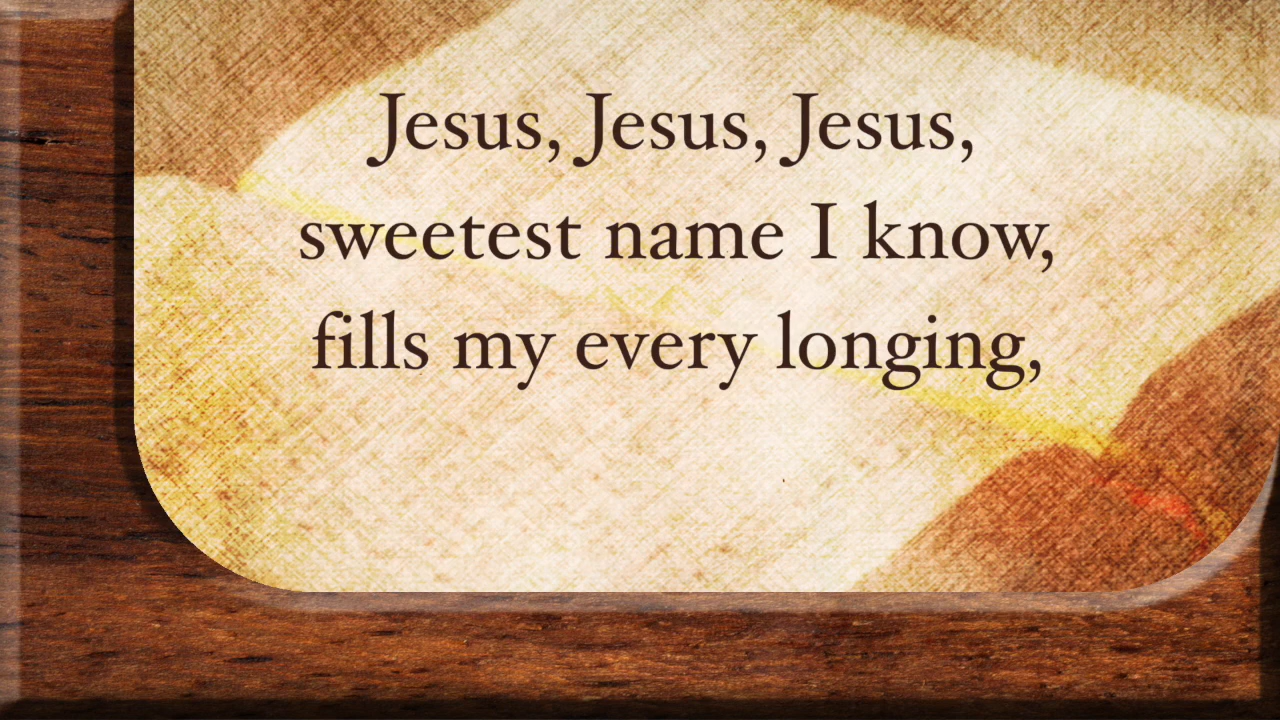 Jesus, Jesus, Jesus,
sweetest name I know,
fills my every longing,